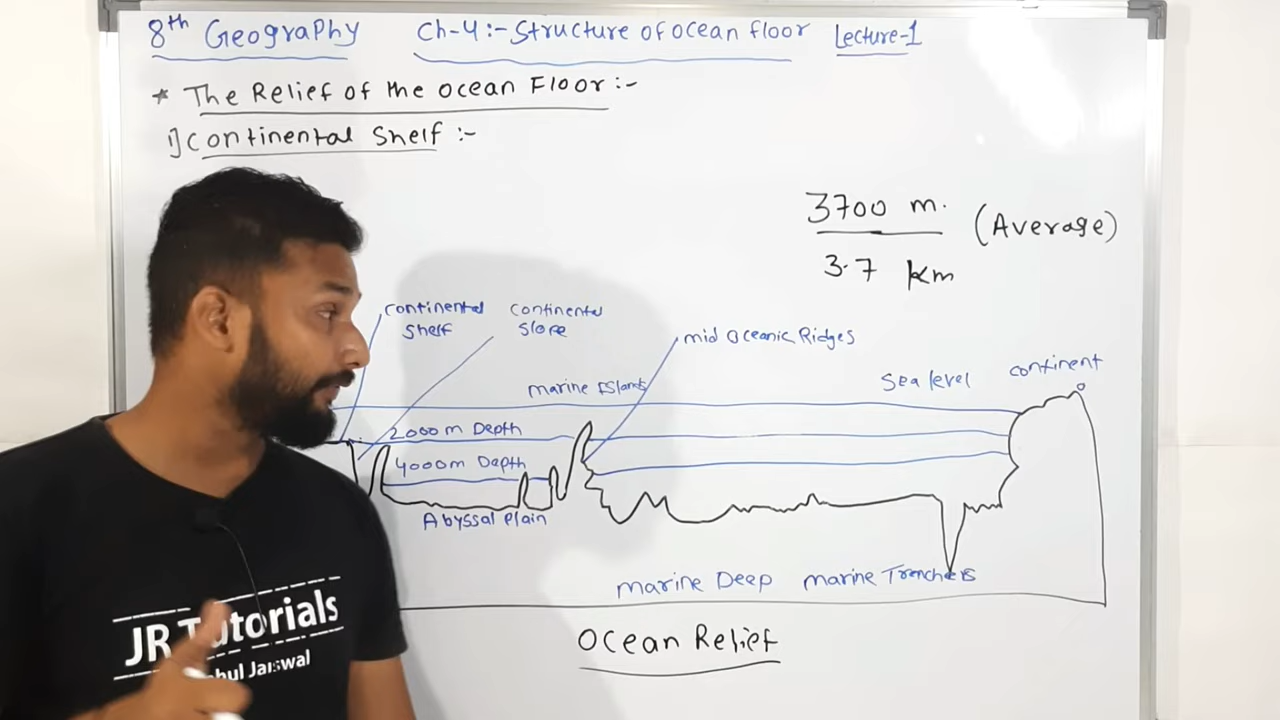 8th Geography Ch-4:- Structure of ocean floor Lecture-1
* The Relief of the ocean Floor:-
1] Continental Shelf :-
3700 m. (Average)
3.7 km
continental
Shelf
continental
Slope
mid Oceanic Ridges
marine Islands
Sea level
continent
2000m Depth
4000m Depth
Abyssal Plain
marine Deep marine Trenchers
Ocean Relief
JR Tutorials
Jaiswal